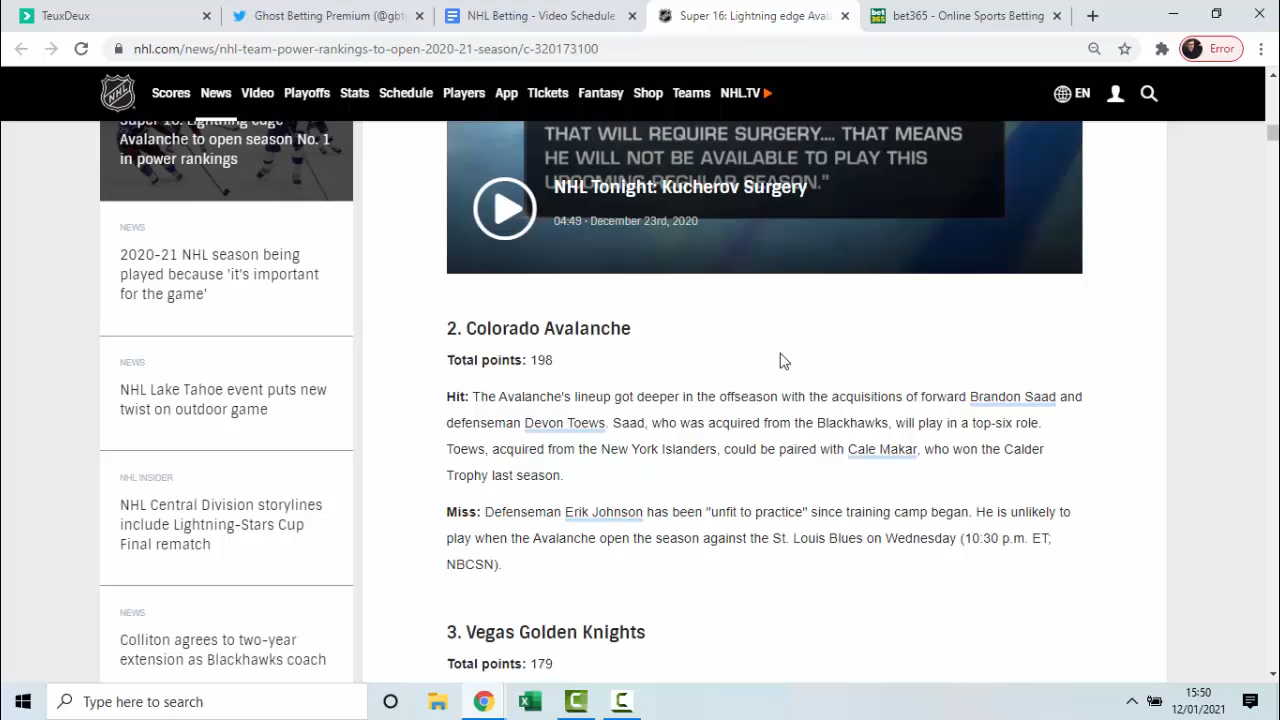 TeuxDeux
Ghost Betting Premium (@gh
NHL Betting - Video Schedule
Super 16: Lightning edge Aval
bet365 - Online Sports Betting
nhl.com/news/nhl-team-power-rankings-to-open-2020-21-season/c-320173100
Error
Scores News Video Playoffs Stats Schedule Players App Tickets Fantasy Shop Teams NHL.TV
EN
Super 16: Lightning edge
Avalanche to open season No. 1
in power rankings
NEWS
2020-21 NHL season being
played because 'it's important
for the game'
NEWS
NHL Lake Tahoe event puts new
twist on outdoor game
NHL INSIDER
NHL Central Division storylines
include Lightning-Stars Cup
Final rematch
NEWS
Colliton agrees to two-year
extension as Blackhawks coach
THAT WILL REQUIRE SURGERY.... THAT MEANS
HE WILL NOT BE AVAILABLE TO PLAY THIS
UPCOMING REGULAR SEASON."
NHL Tonight: Kucherov Surgery
04:49 · December 23rd, 2020
2. Colorado Avalanche
Total points: 198
Hit: The Avalanche's lineup got deeper in the offseason with the acquisitions of forward Brandon Saad and
defenseman Devon Toews. Saad, who was acquired from the Blackhawks, will play in a top-six role.
Toews, acquired from the New York Islanders, could be paired with Cale Makar, who won the Calder
Trophy last season.
Miss: Defenseman Erik Johnson has been "unfit to practice" since training camp began. He is unlikely to
play when the Avalanche open the season against the St. Louis Blues on Wednesday (10:30 p.m. ET;
NBCSN).
3. Vegas Golden Knights
Total points: 179
Type here to search
15:50
12/01/2021